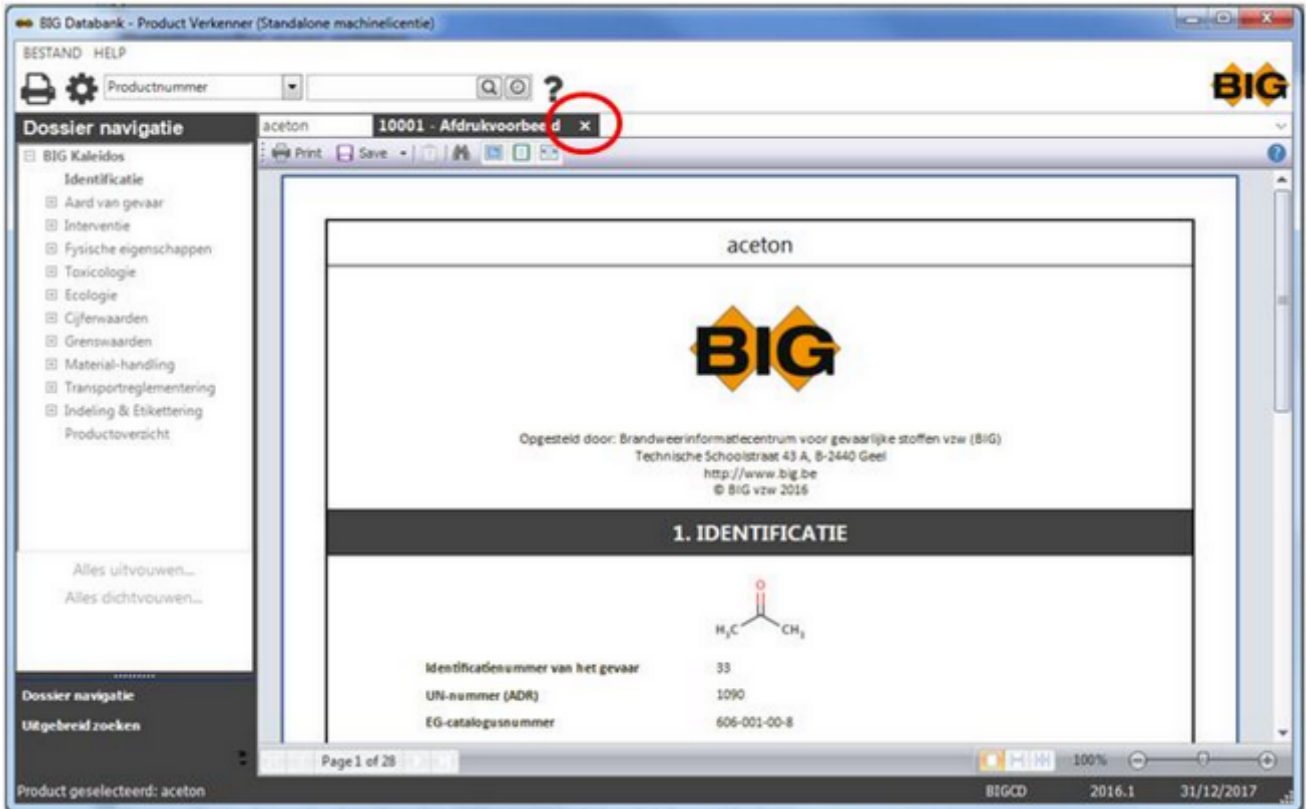 BIG Databank - Product Verkenner (Standalone machinelicentie)
BESTAND HELP
Productnummer
?
BIG
Dossier navigatie
aceton
10001 - Afdrukvoorbeeld x
BIG Kaleidos
Print Save
?
Identificatie
Aard van gevaar
Interventie
Fysische eigenschappen
Toxicologie
Ecologie
Cijferwaarden
Grenswaarden
Material-handling
Transportreglementering
Indeling & Etikettering
Productoverzicht
Alles uitvouwen...
Alles dichtvouwen...
Dossier navigatie
Uitgebreid zoeken
aceton
BIG
Opgesteld door: Brandweerinformatiecentrum voor gevaarlijke stoffen vzw (BIG)
Technische Schoolstraat 43 A, B-2440 Geel
http://www.big.be
© BIG vzw 2016
1. IDENTIFICATIE
O
H₃C CH₃
Identificatienummer van het gevaar 33
UN-nummer (ADR) 1090
EG-catalogusnummer 606-001-00-8
Page 1 of 28
100%
Product geselecteerd: aceton
BIGCD 2016.1 31/12/2017